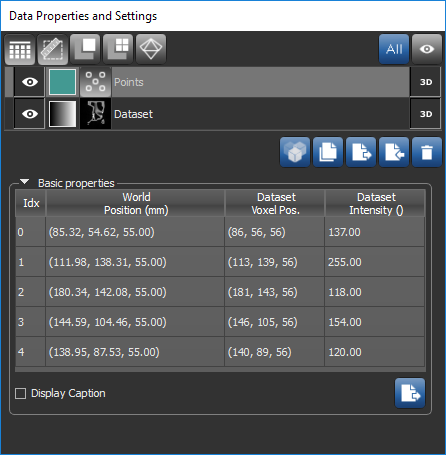 Data Properties and Settings
All
Points 3D
Dataset 3D
Basic properties
Idx World Position (mm) Dataset Voxel Pos. Dataset Intensity ()
0 (85.32, 54.62, 55.00) (86, 56, 56) 137.00
1 (111.98, 138.31, 55.00) (113, 139, 56) 255.00
2 (180.34, 142.08, 55.00) (181, 143, 56) 118.00
3 (144.59, 104.46, 55.00) (146, 105, 56) 154.00
4 (138.95, 87.53, 55.00) (140, 89, 56) 120.00
Display Caption